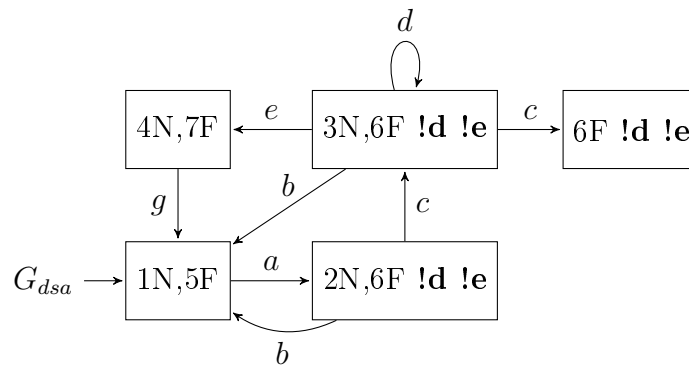 d
4N,7F
e
3N,6F !d !e
c
6F !d !e
g
b
c
G_dsa
1N,5F
a
2N,6F !d !e
b